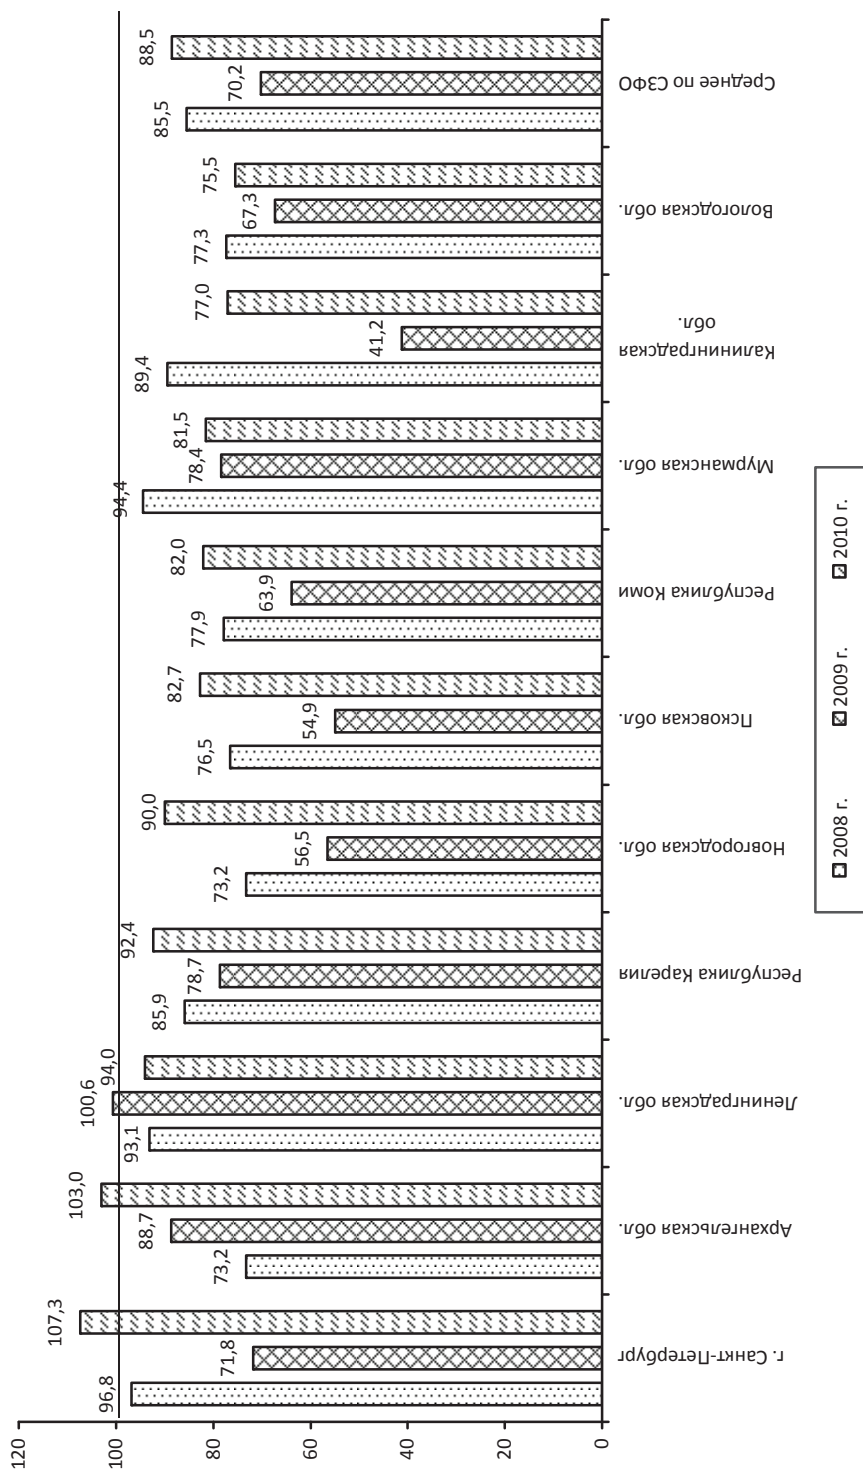 120
100
80
60
40
20
0
96,8
71,8
107,3
73,2
88,7
103,0
93,1
100,6
94,0
85,9
78,7
92,4
73,2
56,5
90,0
76,5
54,9
82,7
77,9
63,9
82,0
94,4
78,4
81,5
89,4
41,2
77,0
77,3
67,3
75,5
85,5
70,2
88,5
г. Санкт-Петербург
Архангельская обл.
Ленинградская обл.
Республика Карелия
Новгородская обл.
Псковская обл.
Республика Коми
Мурманская обл.
Калининградская
обл.
Вологодская обл.
Среднее по СЗФО
2008 г.
2009 г.
2010 г.